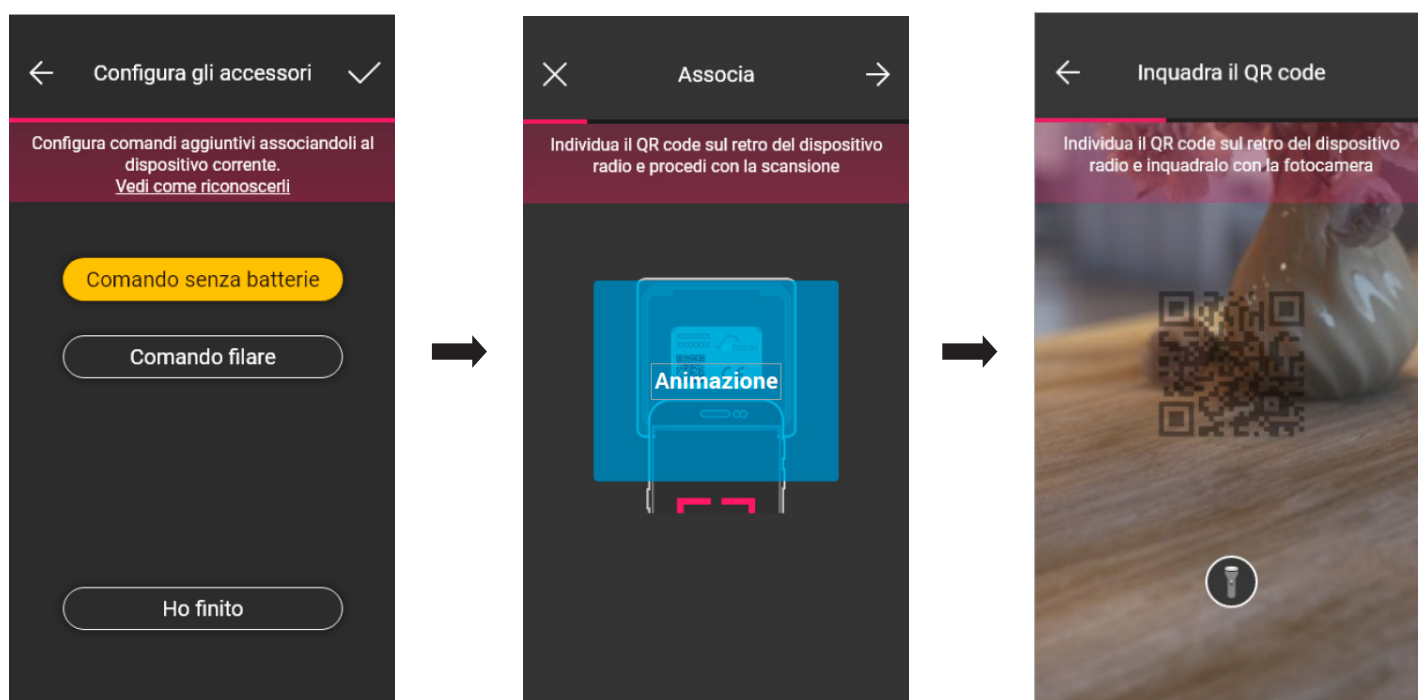 Configura gli accessori
Configura comandi aggiuntivi associandoli al
dispositivo corrente.
Vedi come riconoscerli
Comando senza batterie
Comando filare
Ho finito
Associa
Individua il QR code sul retro del dispositivo
radio e procedi con la scansione
XXXXXXX
XXXXXXX
Animazione
Inquadra il QR code
Individua il QR code sul retro del dispositivo
radio e inquadralo con la fotocamera